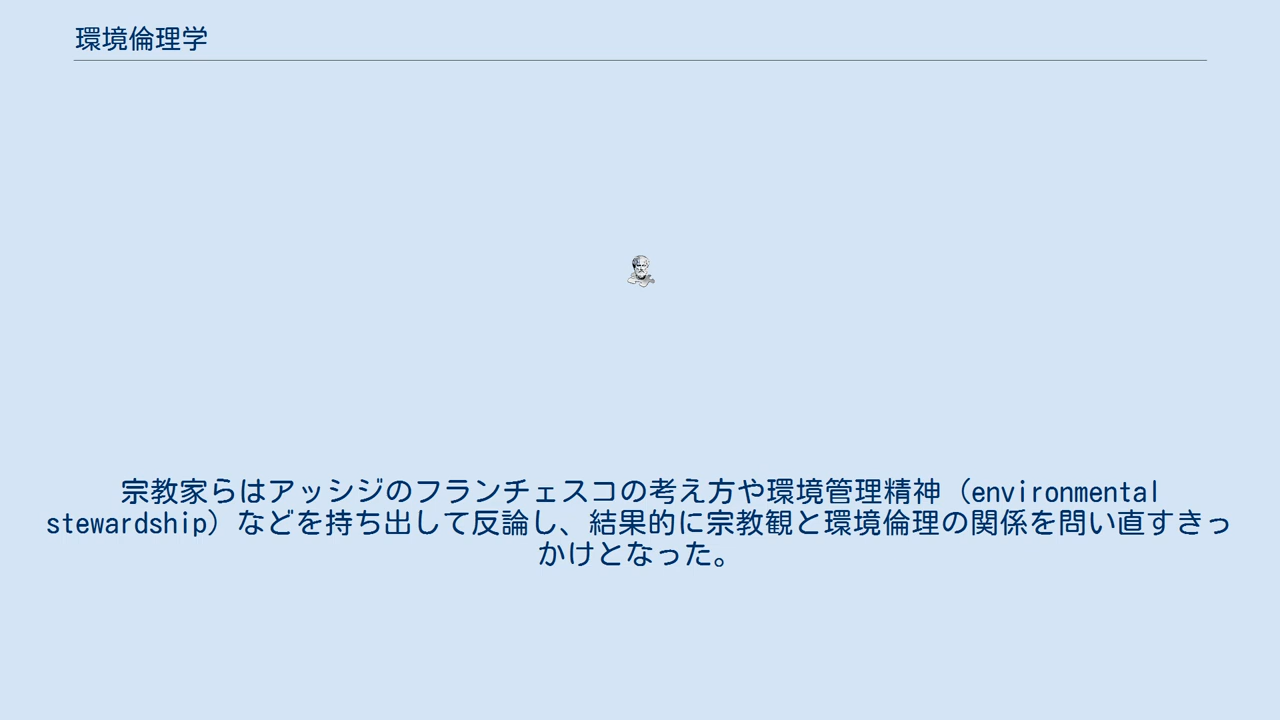 環境倫理学
宗教家らはアッシジのフランチェスコの考え方や環境管理精神（environmental
stewardship）などを持ち出して反論し、結果的に宗教観と環境倫理の関係を問い直すきっ
かけとなった。